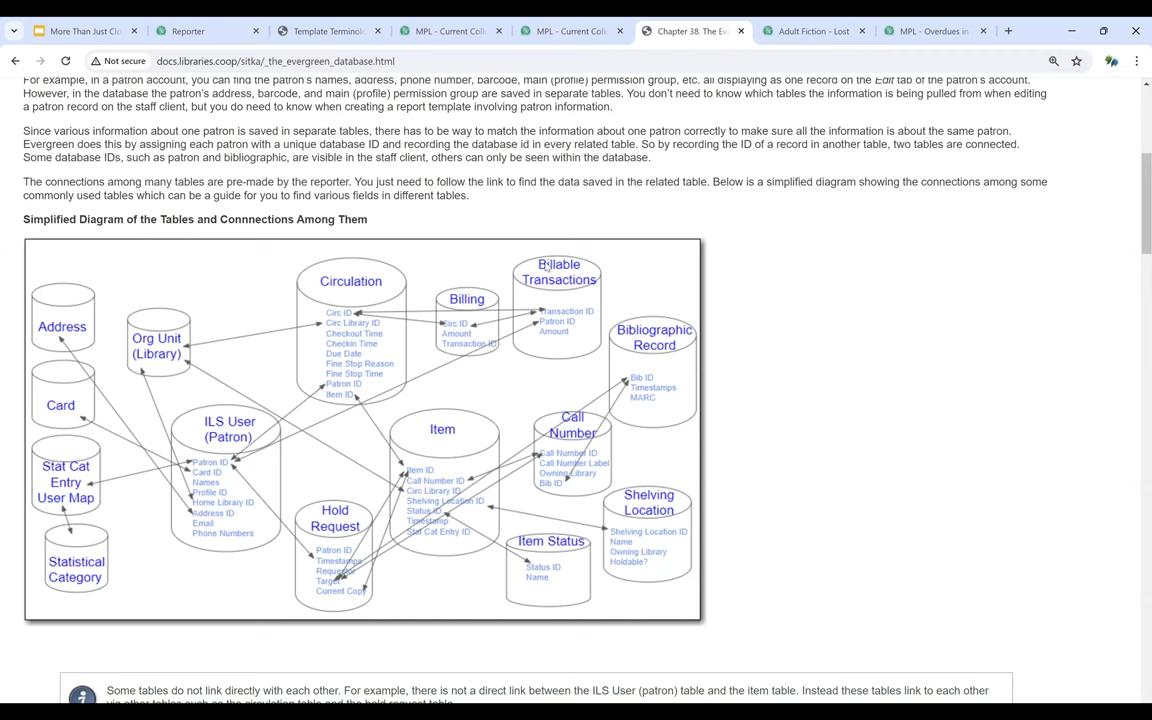 More Than Just Clo
Reporter
Template Terminolo
MPL - Current Colle
MPL - Current Colle
Chapter 38. The Eve
Adult Fiction - Lost
MPL - Overdues in
Not secure
docs.libraries.coop/sitka/_the_evergreen_database.html
For example, in a patron account, you can find the patron's names, address, phone number, barcode, main (profile) permission group, etc. all displaying as one record on the Edit tab of the patron's account.
However, in the database the patron's address, barcode, and main (profile) permission group are saved in separate tables. You don't need to know which tables the information is being pulled from when editing
a patron record on the staff client, but you do need to know when creating a report template involving patron information.
Since various information about one patron is saved in separate tables, there has to be way to match the information about one patron correctly to make sure all the information is about the same patron.
Evergreen does this by assigning each patron with a unique database ID and recording the database id in every related table. So by recording the ID of a record in another table, two tables are connected.
Some database IDs, such as patron and bibliographic, are visible in the staff client, others can only be seen within the database.
The connections among many tables are pre-made by the reporter. You just need to follow the link to find the data saved in the related table. Below is a simplified diagram showing the connections among some
commonly used tables which can be a guide for you to find various fields in different tables.
Simplified Diagram of the Tables and Connnections Among Them
Address
Card
Stat Cat
Entry
User Map
Statistical
Category
Org Unit
(Library)
ILS User
(Patron)
Patron ID
Card ID
Names
Profile ID
Home Library ID
Address ID
Email
Phone Numbers
Circulation
Circ ID
Circ Library ID
Checkout Time
Checkin Time
Due Date
Fine Stop Reason
Fine Stop Time
Patron ID
Item ID
Hold
Request
Patron ID
Timestamps
Requestor
Target
Current Copy
Billing
Circ ID
Amount
Transaction ID
Item
Item ID
Call Number ID
Circ Library ID
Shelving Location ID
Status ID
Timestamp
Stat Cat Entry ID
Billable
Transactions
Transaction ID
Patron ID
Amount
Call
Number
Call Number ID
Call Number Label
Owning Library
Bib ID
Item Status
Status ID
Name
Bibliographic
Record
Bib ID
Timestamps
MARC
Shelving
Location
Shelving Location ID
Name
Owning Library
Holdable?
Some tables do not link directly with each other. For example, there is not a direct link between the ILS User (patron) table and the item table. Instead these tables link to each other
via other tables such as the circulation table and the hold request table.